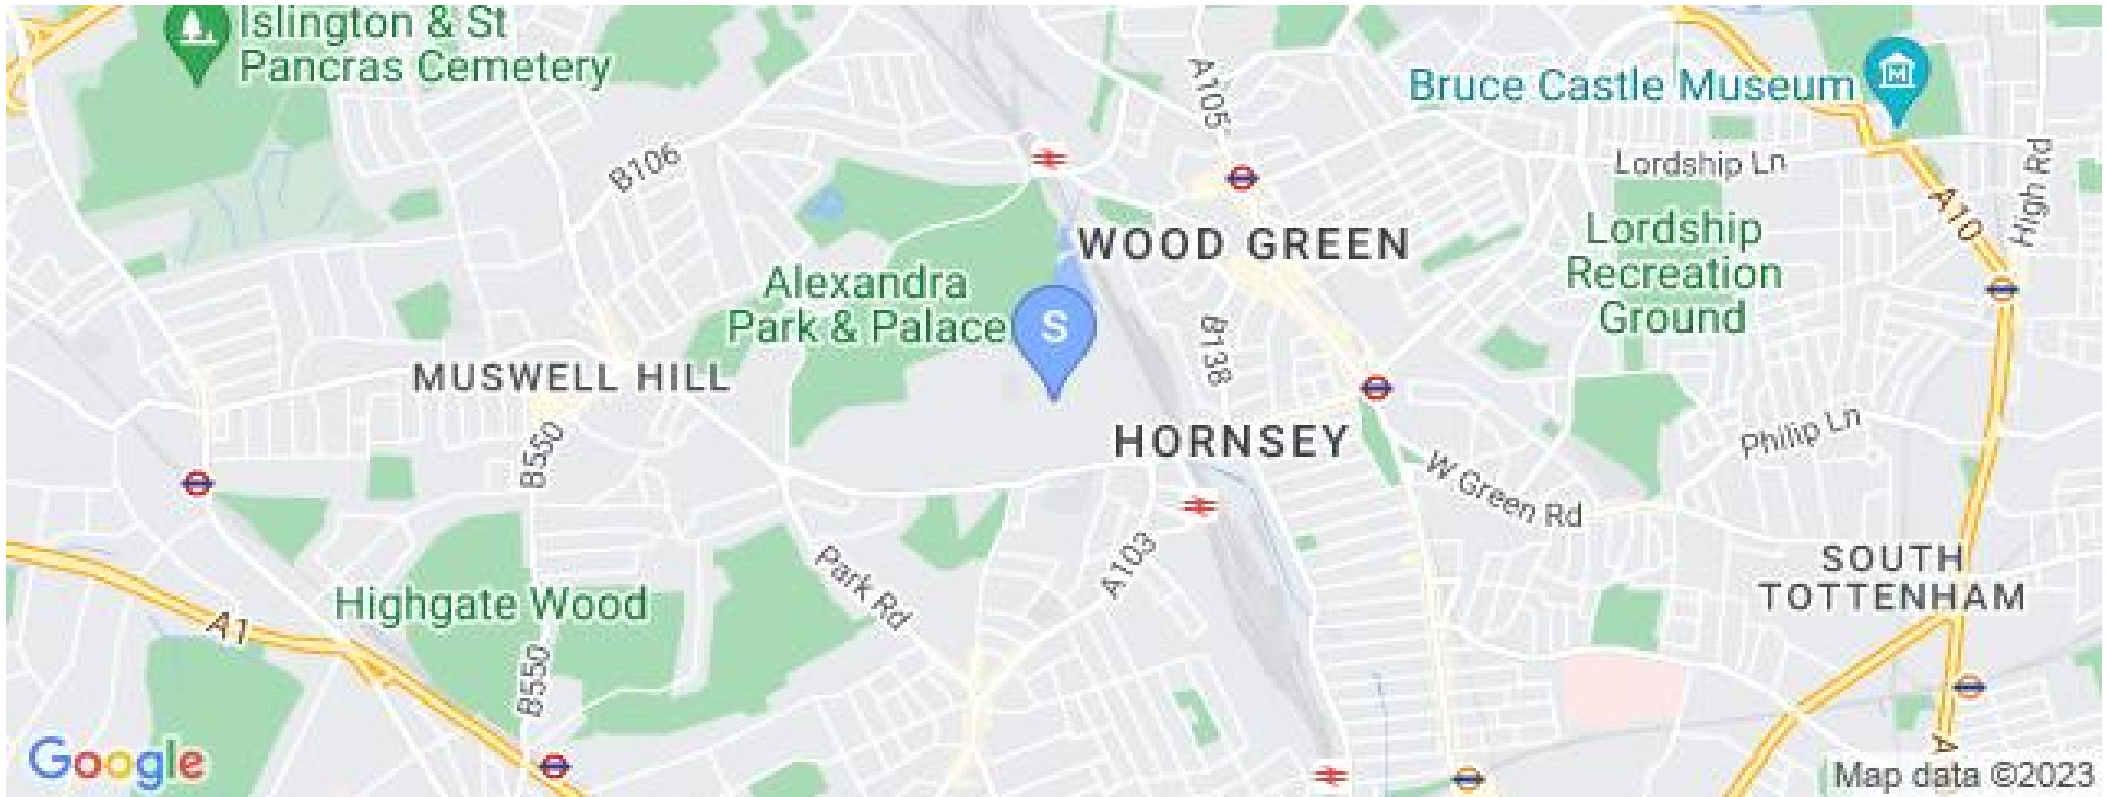 Islington & St
Pancras Cemetery
A105
Bruce Castle Museum
M
B106
Lordship Ln
High Rd
A10
WOOD GREEN
Lordship
Recreation
Ground
Alexandra
Park & Palace
S
B138
MUSWELL HILL
B550
HORNSEY
Philip Ln
W Green Rd
A103
Park Rd
SOUTH
TOTTENHAM
Highgate Wood
A1
B550
A
Google
Map data ©2023